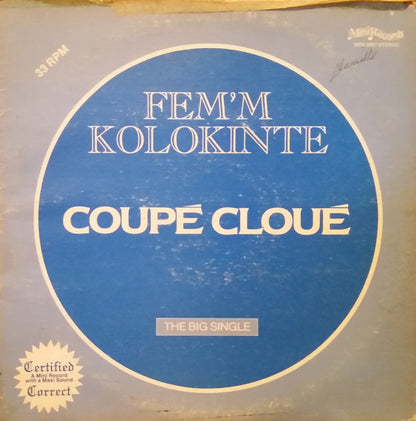 Mini Records
33 RPM
FEM'M
KOLOKINTE
COUPÉ CLOUÉ
THE BIG SINGLE
Certified
A Mini Record
with a Maxi Sound
Correct